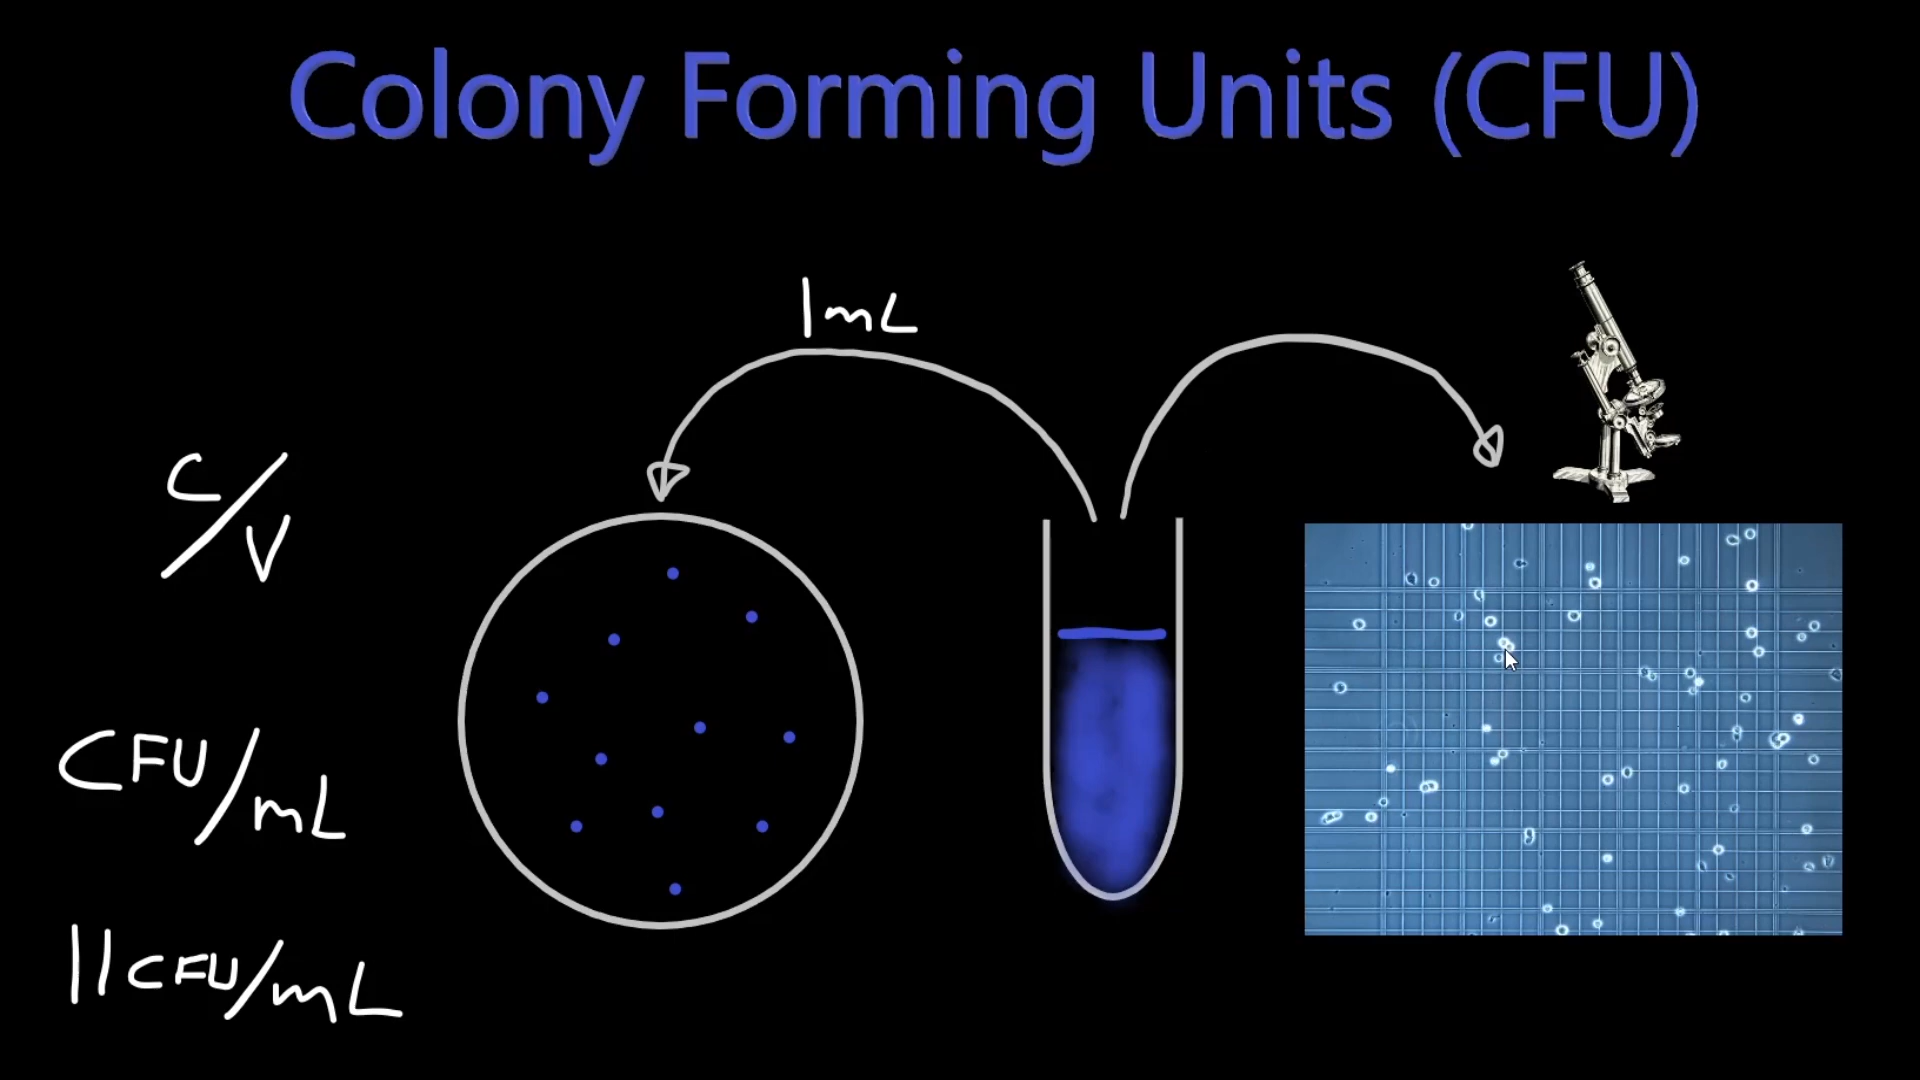 Colony Forming Units (CFU)
1mL
C/V
CFU/mL
11CFU/mL